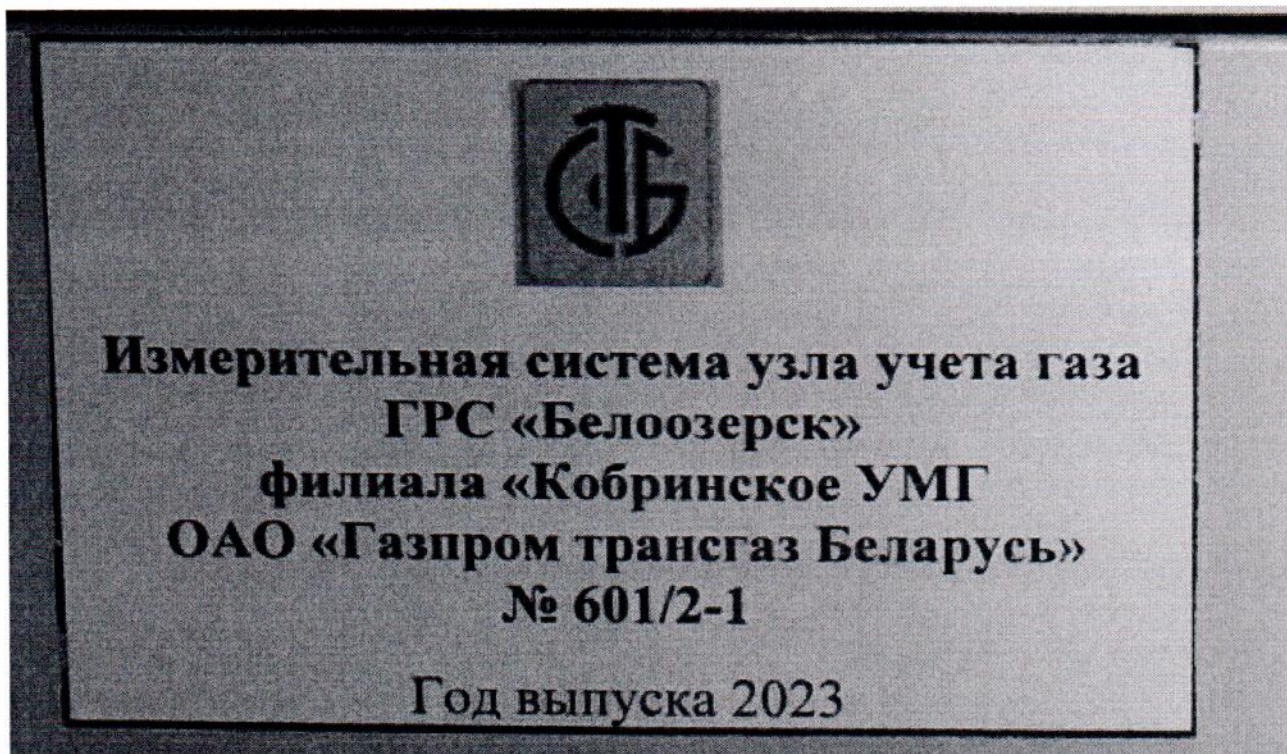 Измерительная система узла учета газа
ГРС «Белоозерск»
филиала «Кобринское УМГ
ОАО «Газпром трансгаз Беларусь»
№ 601/2-1
Год выпуска 2023